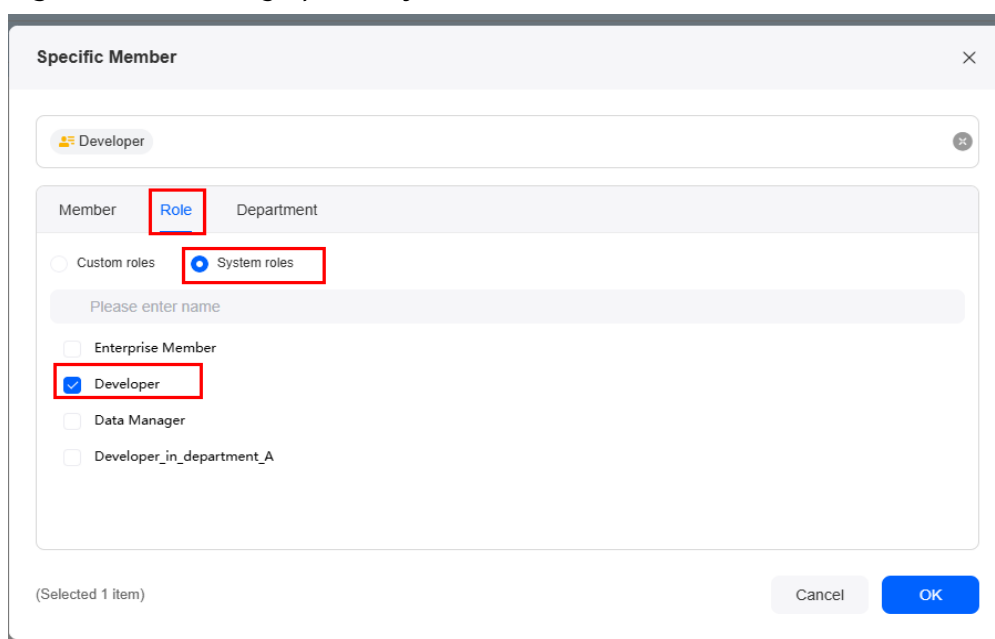 Specific Member
Developer
Member Role Department
Custom roles System roles
Please enter name
Enterprise Member
Developer
Data Manager
Developer_in_department_A
(Selected 1 item) Cancel OK